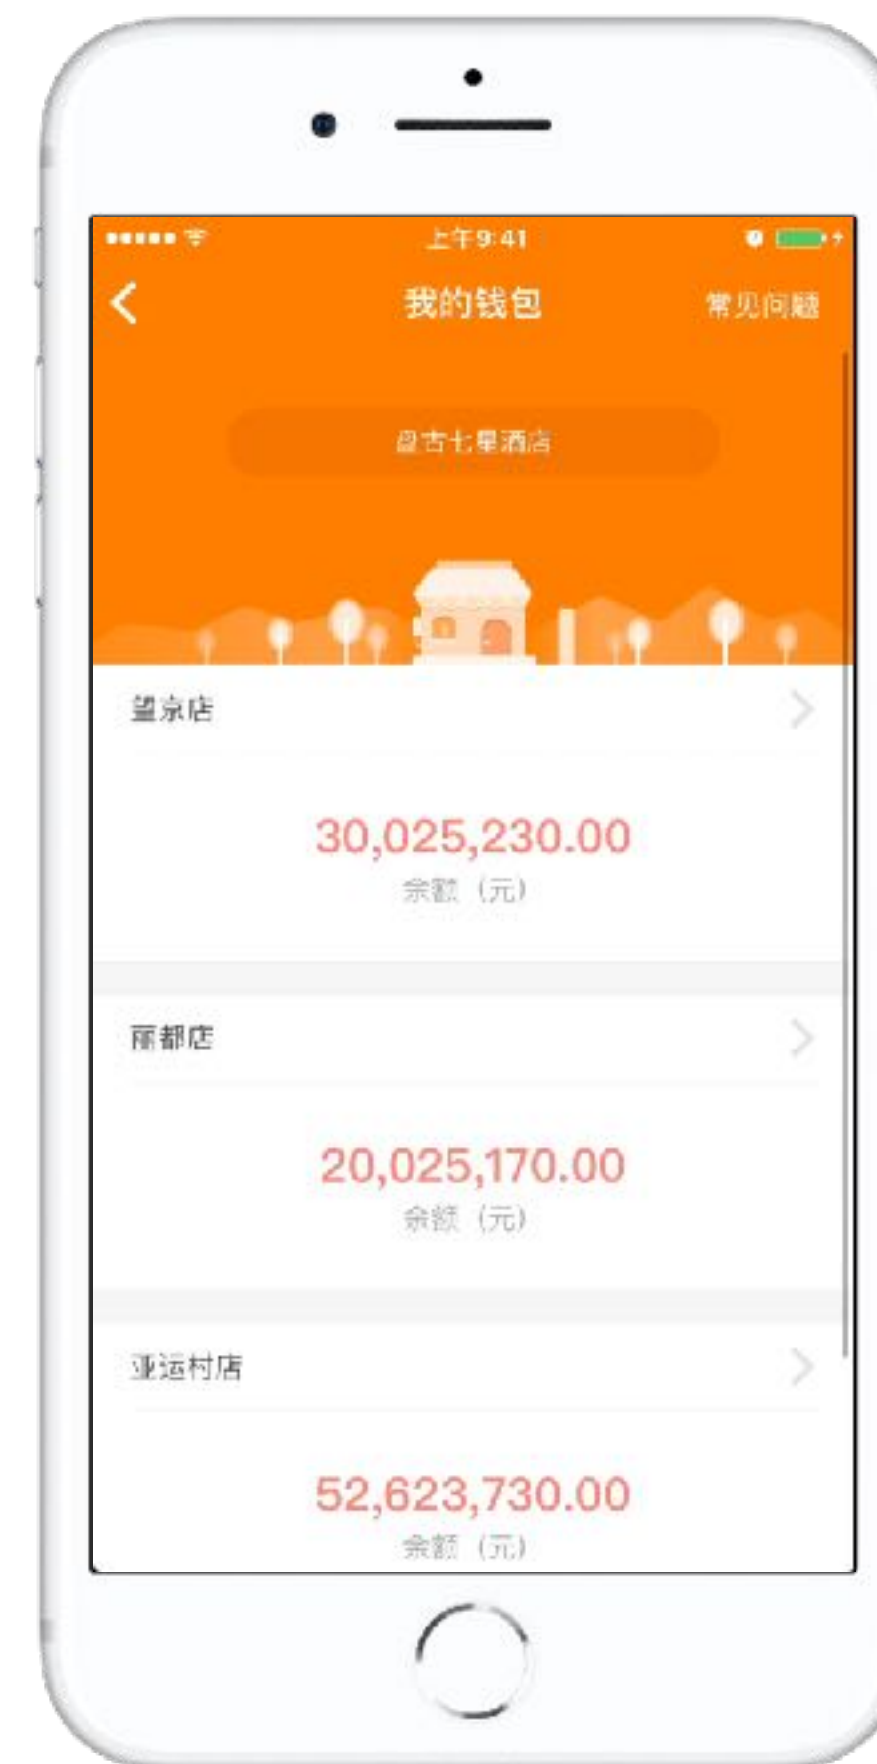 上午9:41
我的钱包
常见问题
盘古七星酒店
望京店
30,025,230.00
余额（元）
丽都店
20,025,170.00
余额（元）
亚运村店
52,623,730.00
余额（元）